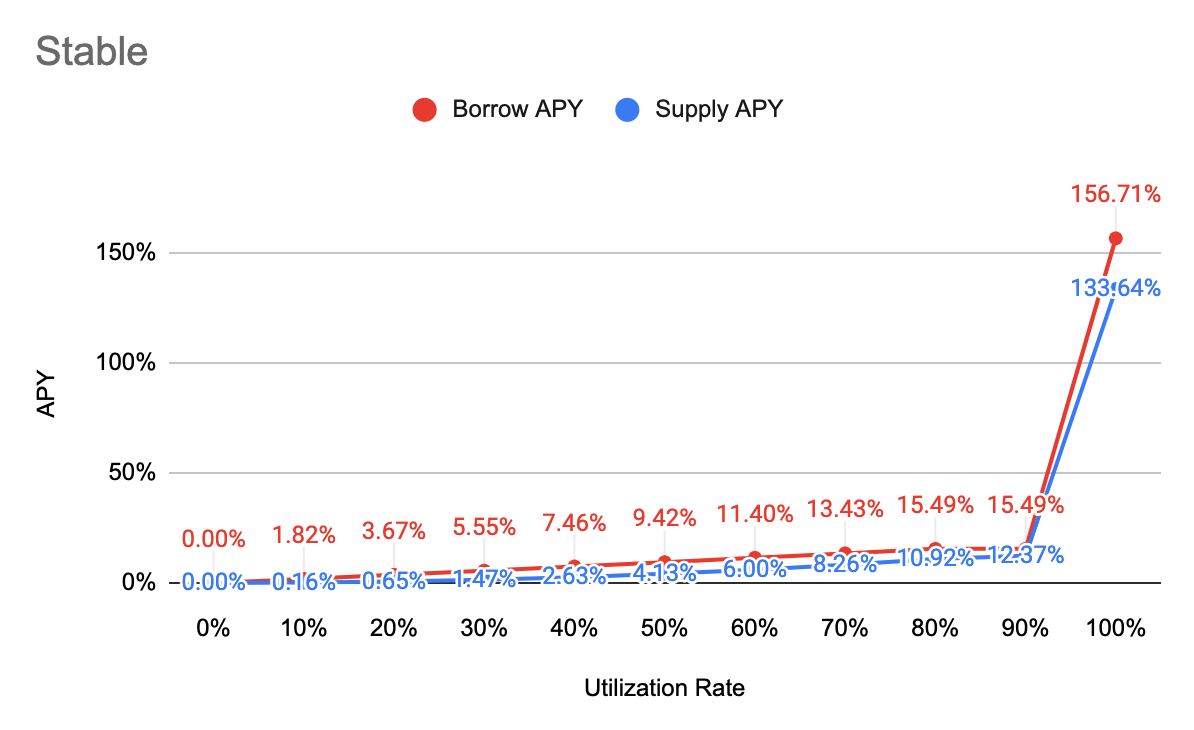 Stable
Borrow APY Supply APY
156.71%
150%
133.64%
100%
APY
50%
0.00% 1.82% 3.67% 5.55% 7.46% 9.42% 11.40% 13.43% 15.49% 15.49%
0%
0.00% 0.16% 0.65% 1.47% 2.63% 4.13% 6.00% 8.26% 10.92% 12.37%
0% 10% 20% 30% 40% 50% 60% 70% 80% 90% 100%
Utilization Rate